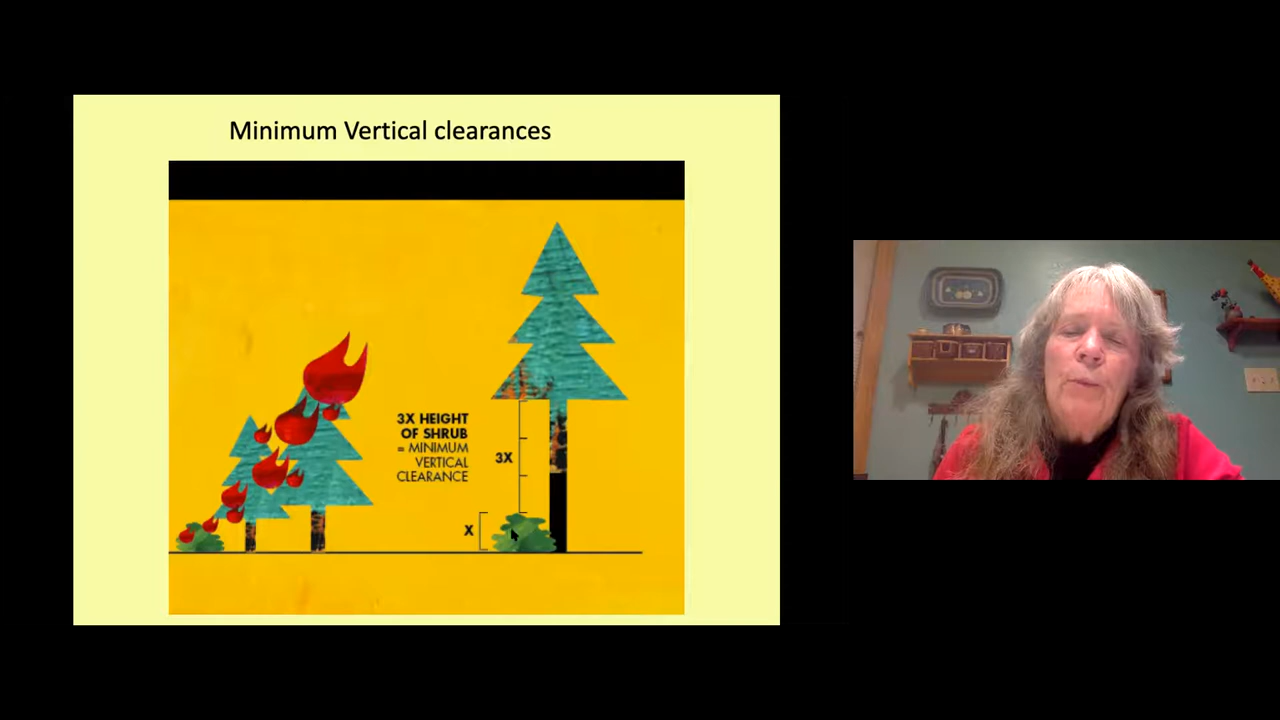 Minimum Vertical clearances
3X HEIGHT
OF SHRUB
= MINIMUM
VERTICAL
CLEARANCE
3X
X